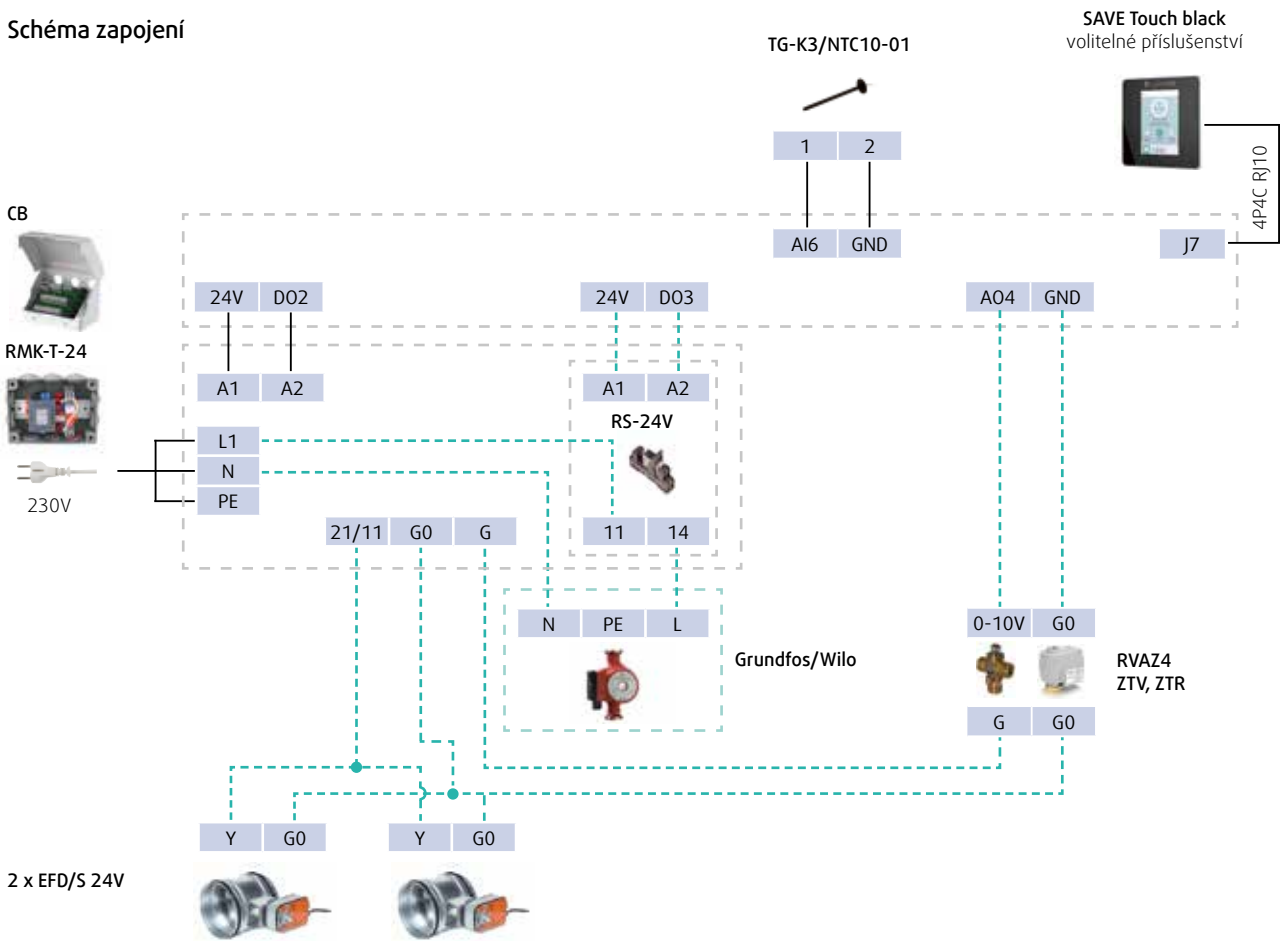 Schéma zapojení
SAVE Touch black
volitelné příslušenství
TG-K3/NTC10-01
1 2
4P4C RJ10
CB
AI6 GND
J7
24V DO2
24V DO3
AO4 GND
RMK-T-24
A1 A2
A1 A2
RS-24V
L1
N
PE
230V
21/11 G0 G
11 14
N PE L
0-10V G0
Grundfos/Wilo
RVAZ4
ZTV, ZTR
G G0
Y G0
Y G0
2 x EFD/S 24V